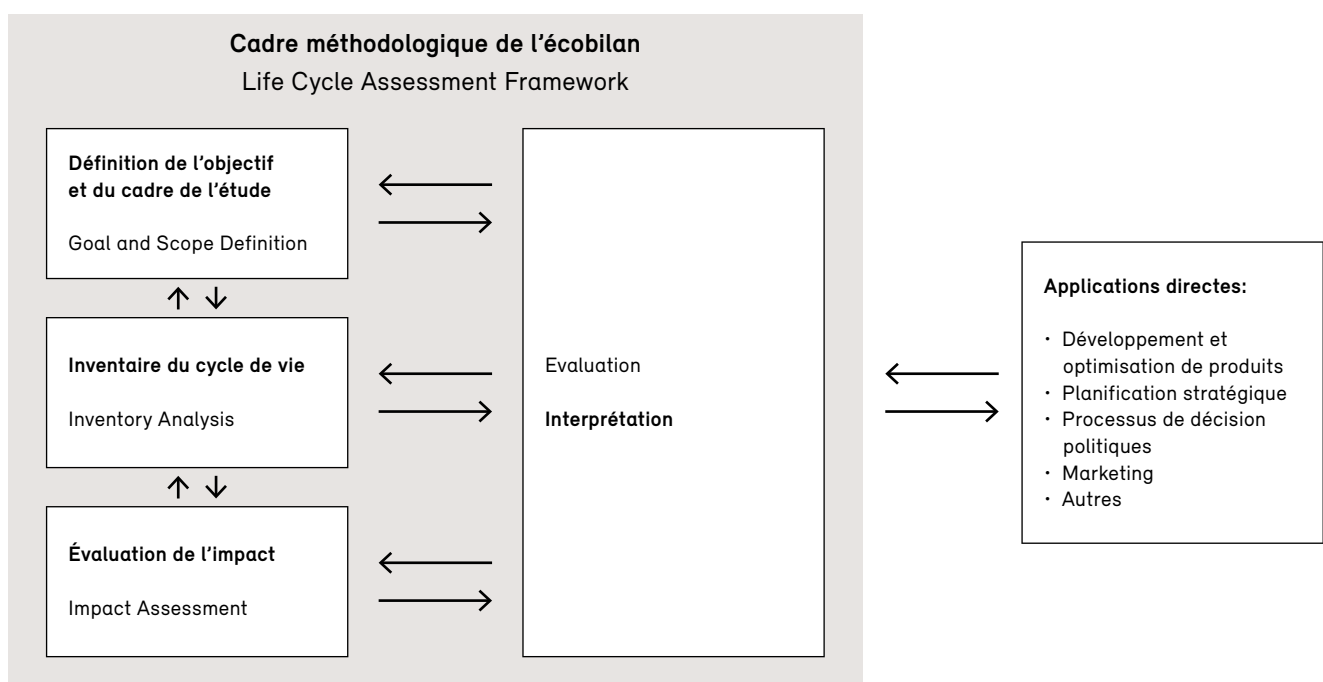 Cadre méthodologique de l'écobilan
Life Cycle Assessment Framework
Définition de l'objectif
et du cadre de l'étude
Goal and Scope Definition
Inventaire du cycle de vie
Inventory Analysis
Évaluation de l'impact
Impact Assessment
Evaluation
Interprétation
Applications directes:
· Développement et
optimisation de produits
· Planification stratégique
· Processus de décision
politiques
· Marketing
· Autres